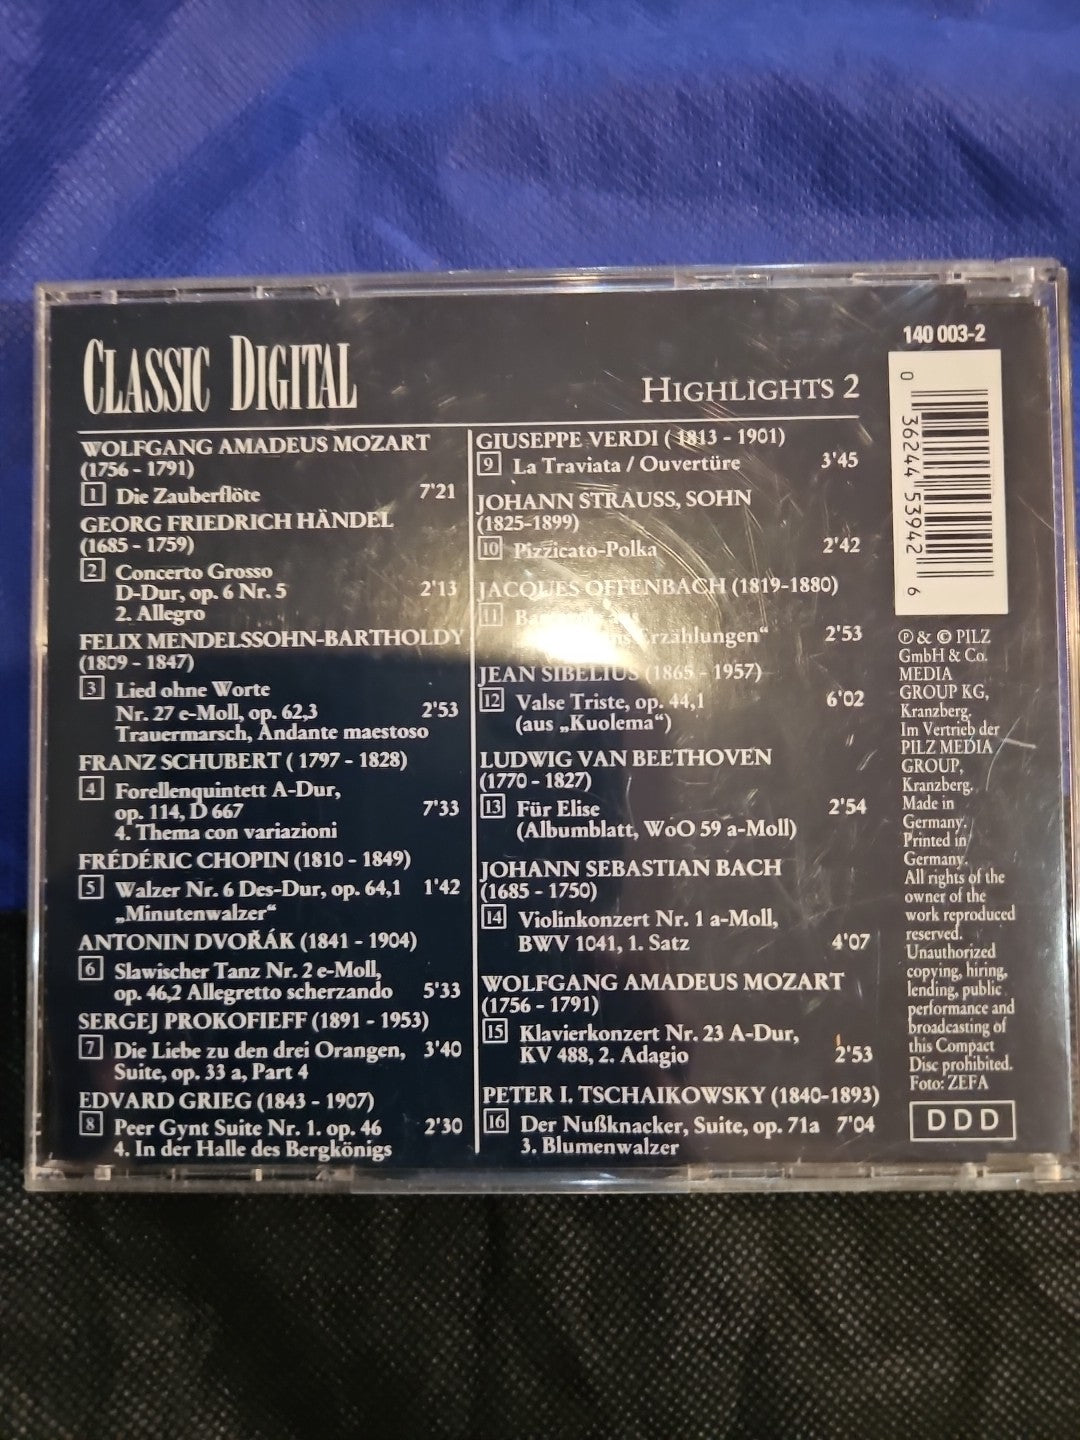 CLASSIC DIGITAL
HIGHLIGHTS 2
WOLFGANG AMADEUS MOZART
(1756 - 1791)
1 Die Zauberflöte 7'21
GEORG FRIEDRICH HÄNDEL
(1685 - 1759)
2 Concerto Grosso
D-Dur, op. 6 Nr. 5 2'13
2. Allegro
FELIX MENDELSSOHN-BARTHOLDY
(1809 - 1847)
3 Lied ohne Worte
Nr. 27 e-Moll, op. 62,3 2'53
Trauermarsch, Andante maestoso
FRANZ SCHUBERT ( 1797 - 1828)
4 Forellenquintett A-Dur,
op. 114, D 667 7'33
4. Thema con variazioni
FRÉDÉRIC CHOPIN (1810 - 1849)
5 Walzer Nr. 6 Des-Dur, op. 64,1 1'42
„Minutenwalzer“
ANTONIN DVOŘÁK (1841 - 1904)
6 Slawischer Tanz Nr. 2 e-Moll,
op. 46,2 Allegretto scherzando 5'33
SERGEJ PROKOFIEFF (1891 - 1953)
7 Die Liebe zu den drei Orangen, 3'40
Suite, op. 33 a, Part 4
EDVARD GRIEG (1843 - 1907)
8 Peer Gynt Suite Nr. 1. op. 46 2'30
4. In der Halle des Bergkönigs
GIUSEPPE VERDI ( 1813 - 1901)
9 La Traviata / Ouvertüre 3'45
JOHANN STRAUSS, SOHN
(1825-1899)
10 Pizzicato-Polka 2'42
JACQUES OFFENBACH (1819-1880)
11
Erzählungen“ 2'53
JEAN SIBELIUS (1865 - 1957)
12 Valse Triste, op. 44,1 6'02
(aus „Kuolema“)
LUDWIG VAN BEETHOVEN
(1770 - 1827)
13 Für Elise 2'54
(Albumblatt, WoO 59 a-Moll)
JOHANN SEBASTIAN BACH
(1685 - 1750)
14 Violinkonzert Nr. 1 a-Moll,
BWV 1041, 1. Satz 4'07
WOLFGANG AMADEUS MOZART
(1756 - 1791)
15 Klavierkonzert Nr. 23 A-Dur,
KV 488, 2. Adagio 2'53
PETER I. TSCHAIKOWSKY (1840-1893)
16 Der Nußknacker, Suite, op. 71a 7'04
3. Blumenwalzer
140 003-2
0 36244 53942 6
℗ & © PILZ
GmbH & Co.
MEDIA
GROUP KG,
Kranzberg.
Im Vertrieb der
PILZ MEDIA
GROUP,
Kranzberg.
Made in
Germany.
Printed in
Germany.
All rights of the
owner of the
work reproduced
reserved.
Unauthorized
copying, hiring,
lending, public
performance and
broadcasting of
this Compact
Disc prohibited.
Foto: ZEFA
DDD